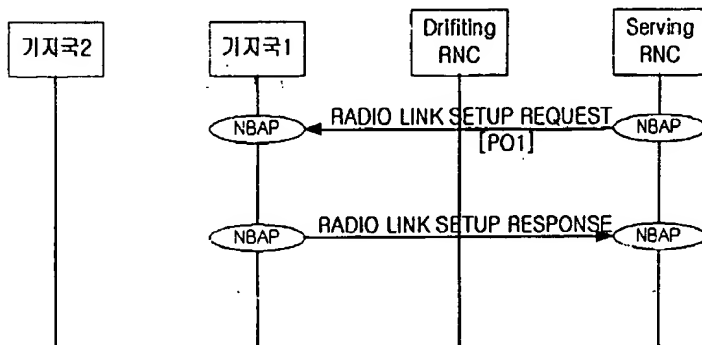 기지국2
기지국1
Drifiting
RNC
Serving
RNC
NBAP
RADIO LINK SETUP REQUEST
[PO1]
NBAP
NBAP
RADIO LINK SETUP RESPONSE
NBAP